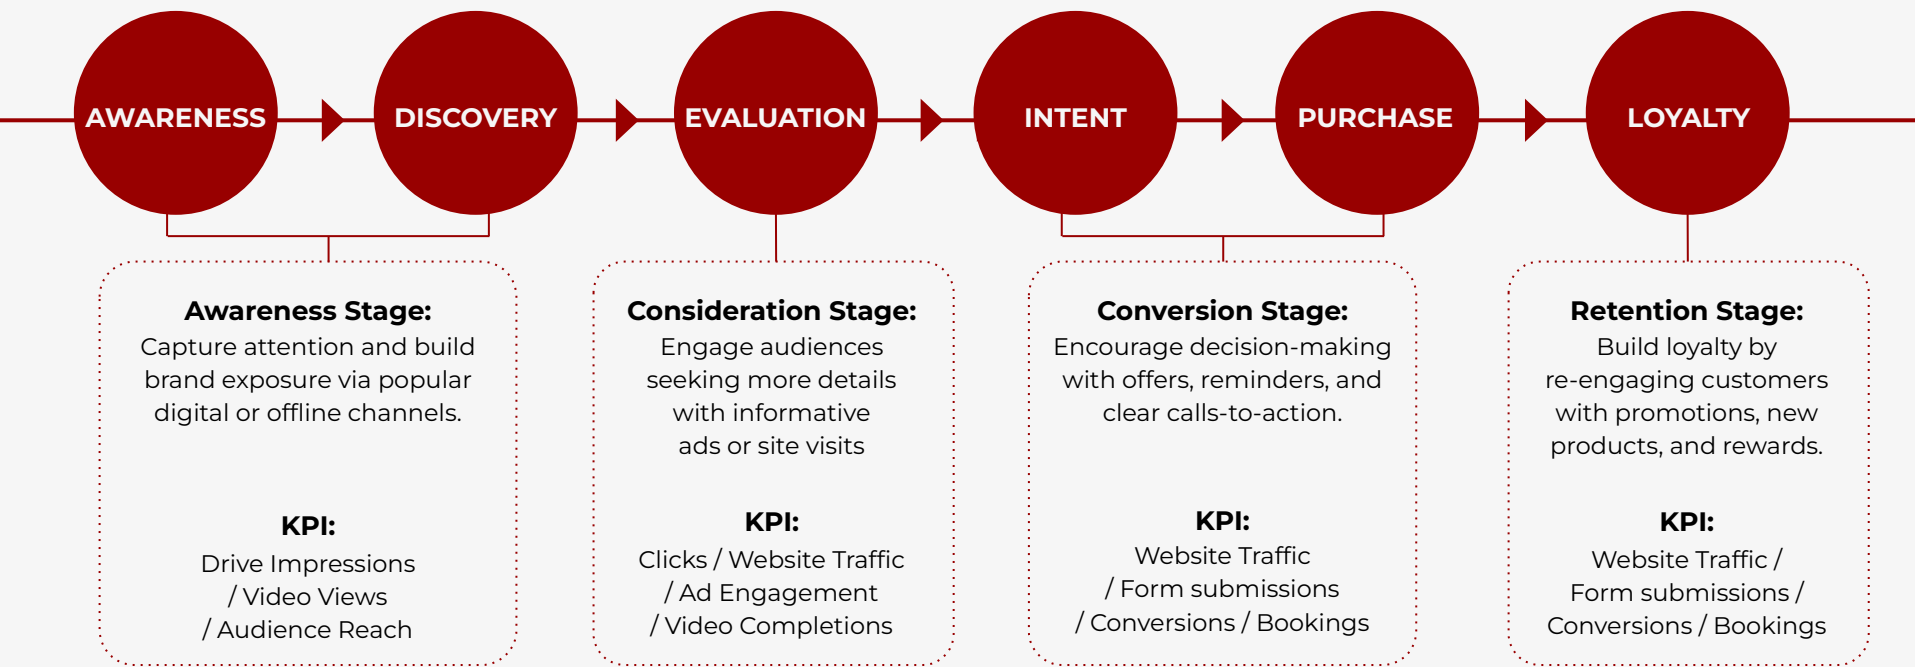 AWARENESS
DISCOVERY
EVALUATION
INTENT
PURCHASE
LOYALTY
Awareness Stage:
Capture attention and build
brand exposure via popular
digital or offline channels.
KPI:
Drive Impressions
/ Video Views
/ Audience Reach
Consideration Stage:
Engage audiences
seeking more details
with informative
ads or site visits
KPI:
Clicks / Website Traffic
/ Ad Engagement
/ Video Completions
Conversion Stage:
Encourage decision-making
with offers, reminders, and
clear calls-to-action.
KPI:
Website Traffic
/ Form submissions
/ Conversions / Bookings
Retention Stage:
Build loyalty by
re-engaging customers
with promotions, new
products, and rewards.
KPI:
Website Traffic /
Form submissions /
Conversions / Bookings